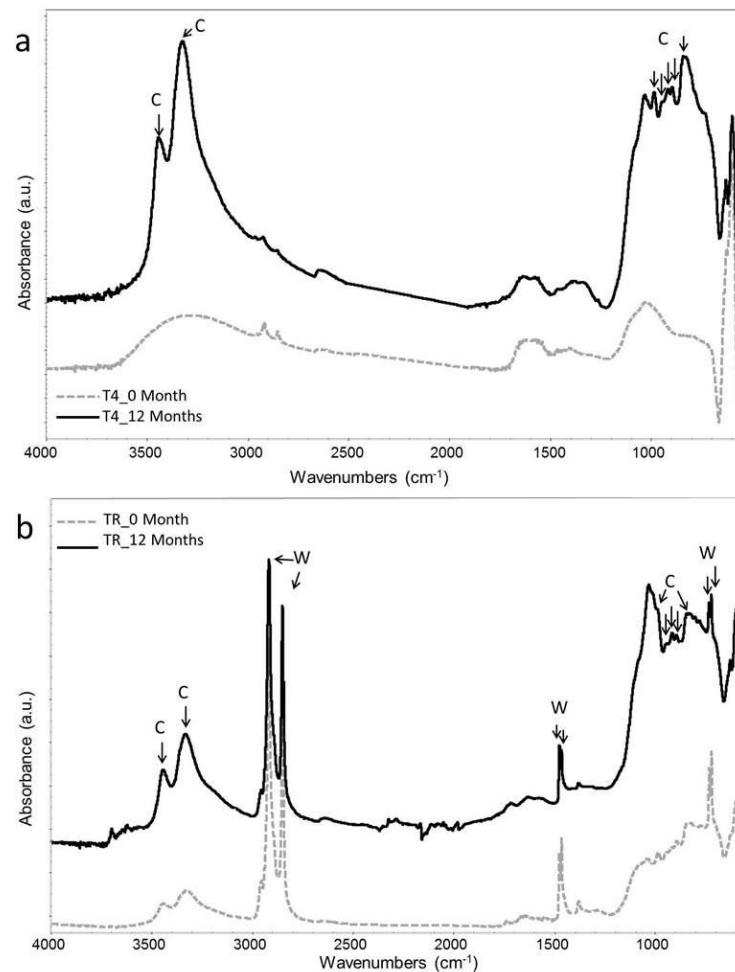 a
C
C
C
Absorbance (a.u.)
T4_0 Month
T4_12 Months
4000 3500 3000 2500 2000 1500 1000
Wavenumbers (cm-1)
b
TR_0 Month
TR_12 Months
W
W
C
C
C
W
Absorbance (a.u.)
4000 3500 3000 2500 2000 1500 1000
Wavenumbers (cm-1)